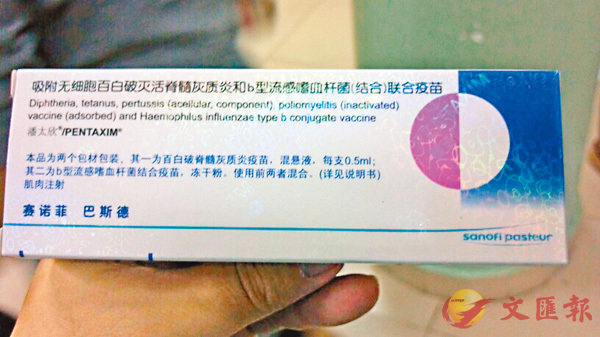 吸附无细胞百白破灭活脊髓灰质炎和b型流感嗜血杆菌(结合)联合疫苗
Diphtheria, tetanus, pertussis (acellular, component), poliomyelitis (inactivated)
vaccine (adsorbed) and Haemophilus influenzae type b conjugate vaccine
潘太欣®/PENTAXIM®
本品为两个包材包装。其一为百白破脊髓灰质炎疫苗，混悬液，每支0.5ml；
其二为b型流感嗜血杆菌结合疫苗，冻干粉。使用前两者混合。(详见说明书)
肌肉注射
赛诺菲 巴斯德
sanofi pasteur
文匯報